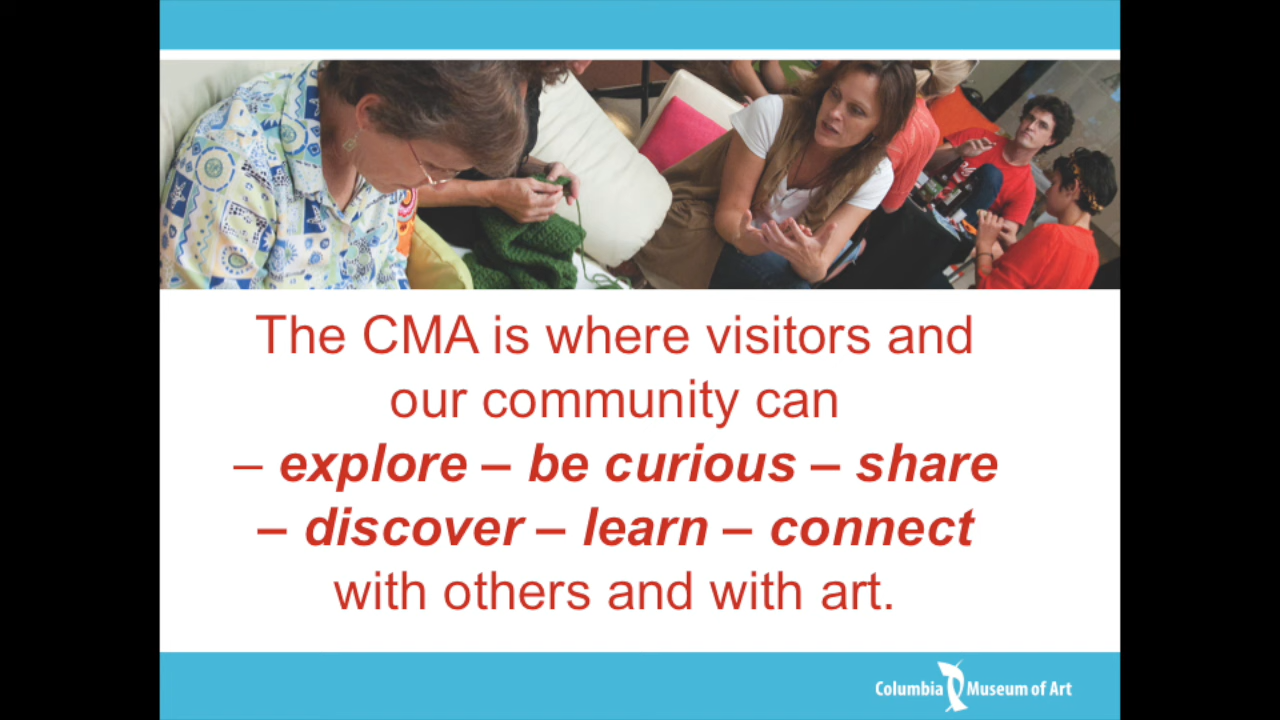 The CMA is where visitors and
our community can
– explore – be curious – share
– discover – learn – connect
with others and with art.
Columbia Museum of Art